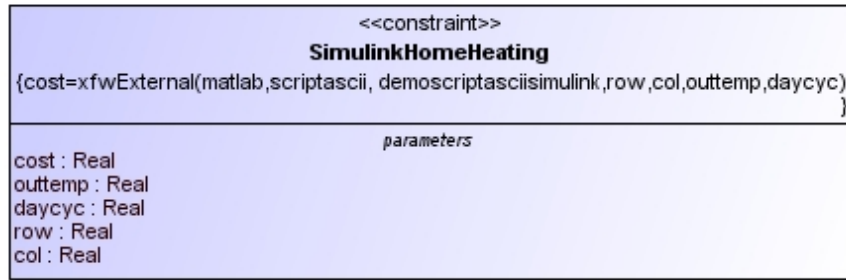 <<constraint>>
SimulinkHomeHeating
{cost=xfwExternal(matlab,scriptascii, demoscriptasciisimulink,row,col,outtemp,daycyc)
}
parameters
cost : Real
outtemp : Real
daycyc : Real
row : Real
col : Real